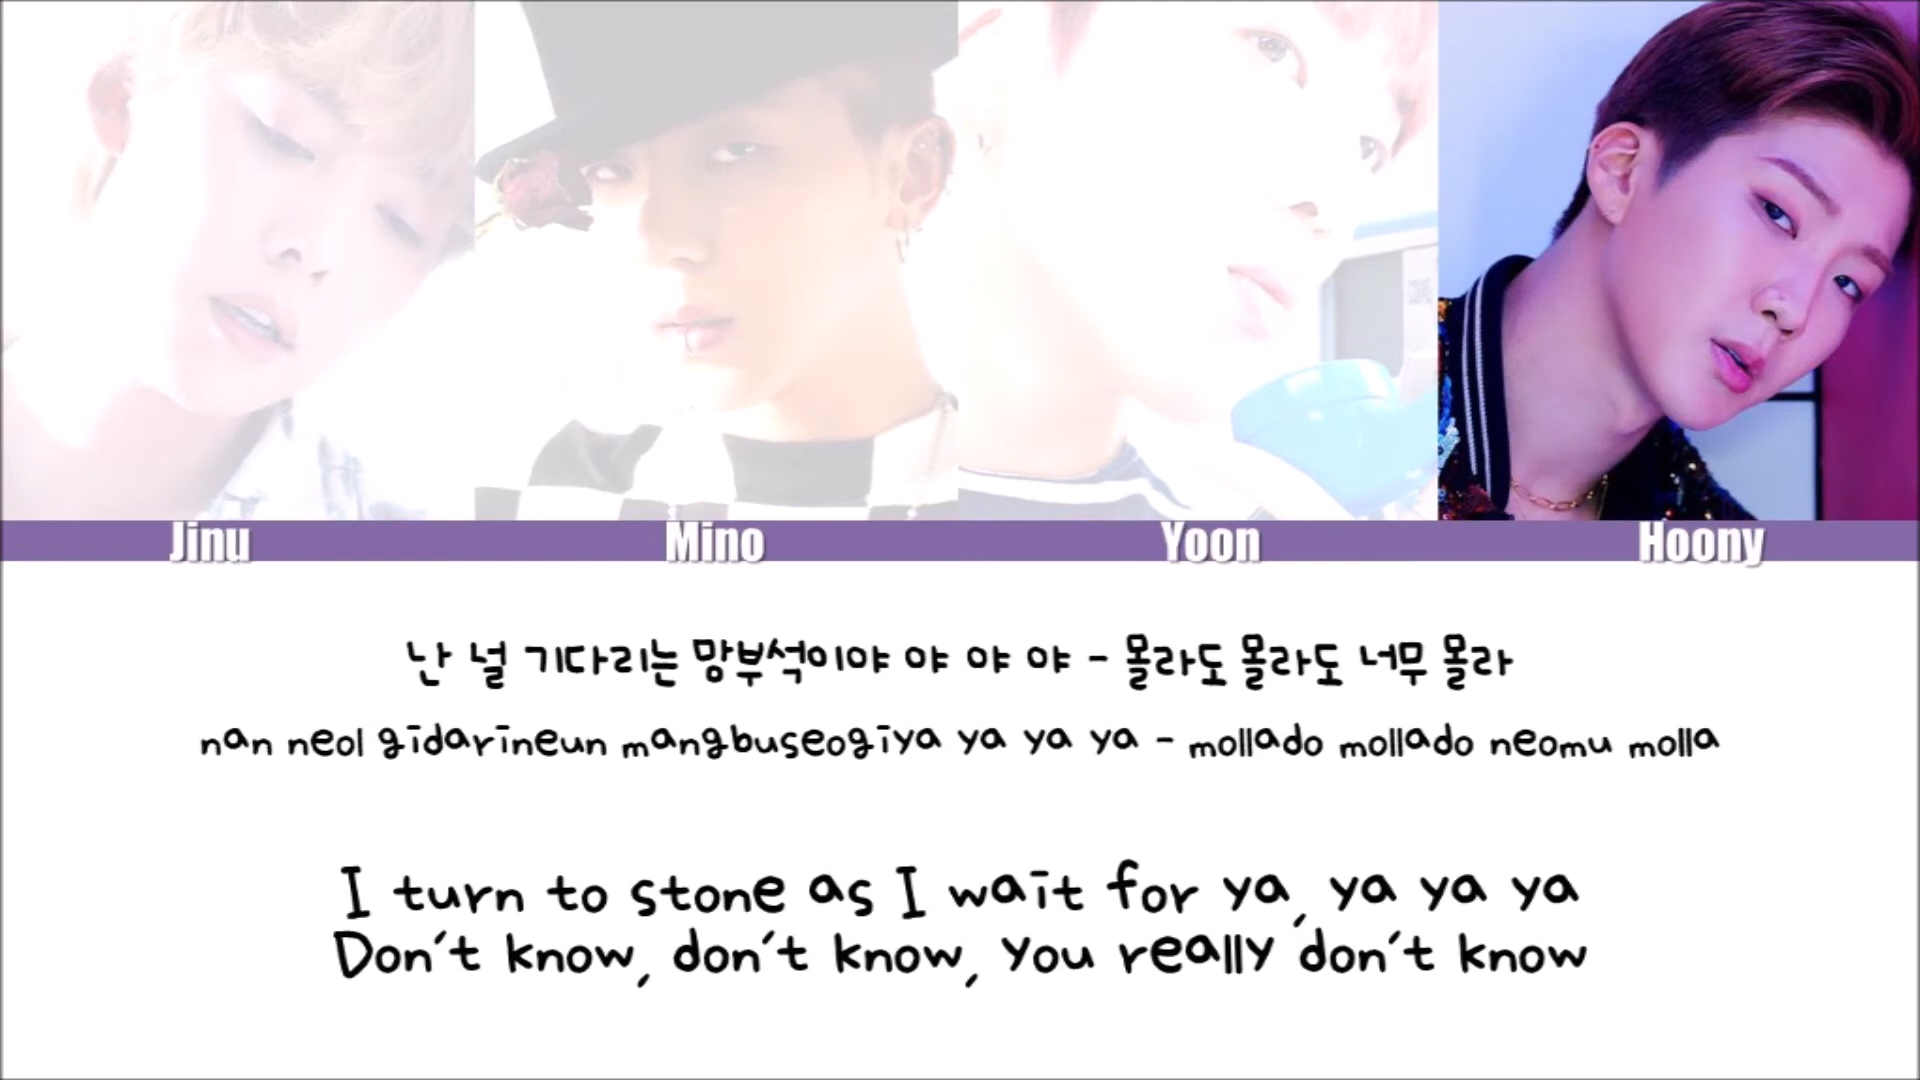 Jinu Mino Yoon Hoony
난 널 기다리는 망부석이야 야 야 야 - 몰라도 몰라도 너무 몰라
nan neol gidarineun mangbuseogiya ya ya ya - mollado mollado neomu molla
I turn to stone as I wait for ya, ya ya ya
Don't know, don't know, you really don't know